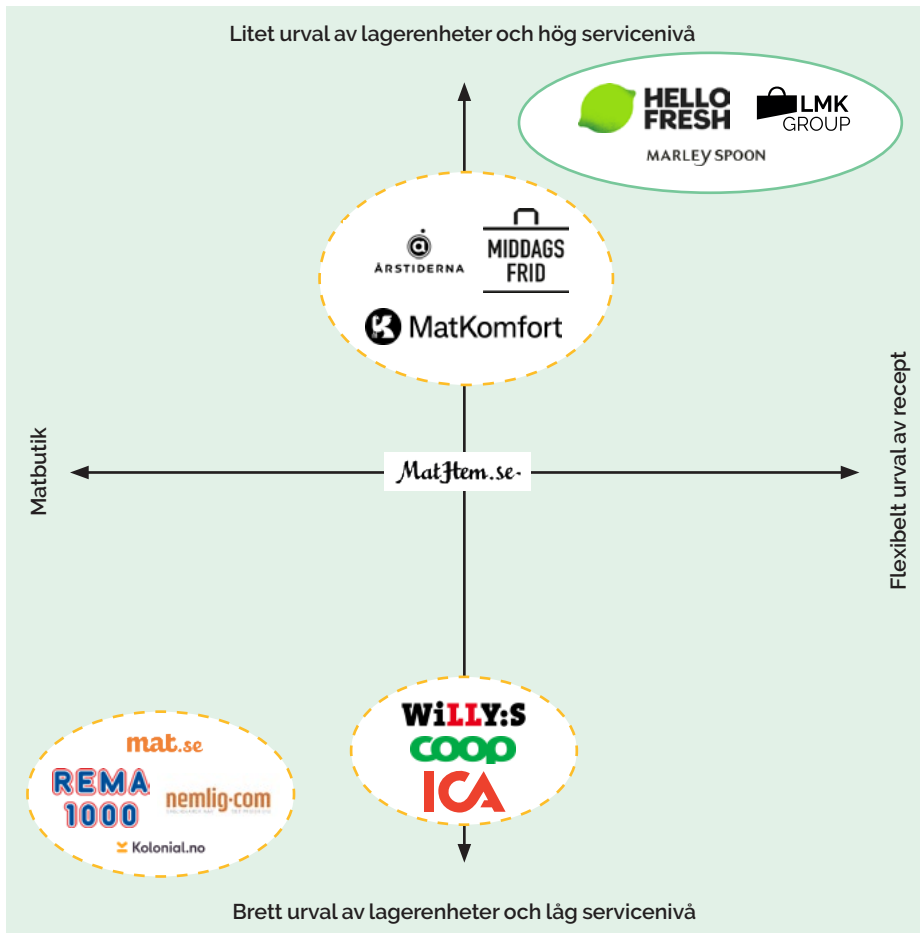 Litet urval av lagerenheter och hög servicenivå
HELLO
FRESH
LMK
GROUP
MARLEY SPOON
ÅRSTIDERNA
MIDDAGS
FRID
MatKomfort
Matbutik
MatHem.se
Flexibelt urval av recept
WiLLY:S
coop
ICA
mat.se
REMA
1000
nemlig.com
Kolonial.no
Brett urval av lagerenheter och låg servicenivå